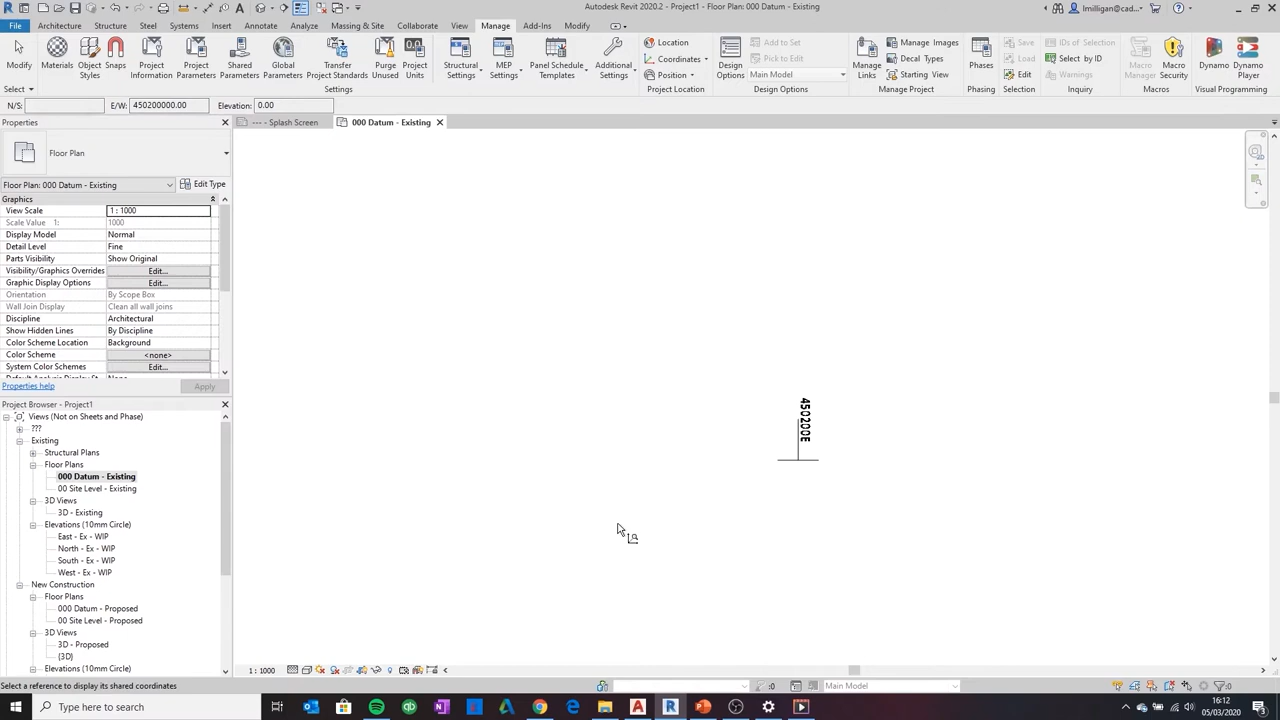 Autodesk Revit 2020.2 - Project1 - Floor Plan: 000 Datum - Existing
lmilligan@cad...
File Architecture Structure Steel Systems Insert Annotate Analyze Massing & Site Collaborate View Manage Add-Ins Modify
Modify
Materials
Object Styles
Snaps
Project Information
Project Parameters
Shared Parameters
Global Parameters
Transfer Project Standards
Purge Unused
Project Units
Structural Settings
MEP Settings
Panel Schedule Templates
Additional Settings
Location
Coordinates
Position
Design Options
Add to Set
Pick to Edit
Main Model
Manage Links
Manage Images
Decal Types
Starting View
Phases
Save
Load
Edit
IDs of Selection
Select by ID
Warnings
Macro Manager
Macro Security
Dynamo
Dynamo Player
Select Settings Project Location Design Options Manage Project Phasing Selection Inquiry Macros Visual Programming
N/S: E/W: 450200000.00 Elevation: 0.00
Properties
--- - Splash Screen
000 Datum - Existing
Floor Plan
Floor Plan: 000 Datum - Existing
Edit Type
Graphics
View Scale 1 : 1000
Scale Value 1: 1000
Display Model Normal
Detail Level Fine
Parts Visibility Show Original
Visibility/Graphics Overrides Edit...
Graphic Display Options Edit...
Orientation By Scope Box
Wall Join Display Clean all wall joins
Discipline Architectural
Show Hidden Lines By Discipline
Color Scheme Location Background
Color Scheme <none>
System Color Schemes Edit...
Properties help
Apply
Project Browser - Project1
Views (Not on Sheets and Phase)
???
Existing
Structural Plans
Floor Plans
000 Datum - Existing
00 Site Level - Existing
3D Views
3D - Existing
Elevations (10mm Circle)
East - Ex - WIP
North - Ex - WIP
South - Ex - WIP
West - Ex - WIP
New Construction
Floor Plans
000 Datum - Proposed
00 Site Level - Proposed
3D Views
3D - Proposed
{3D}
Elevations (10mm Circle)
450200E
1 : 1000
Select a reference to display its shared coordinates
:0
Main Model
:0
Type here to search
16:12
05/03/2020